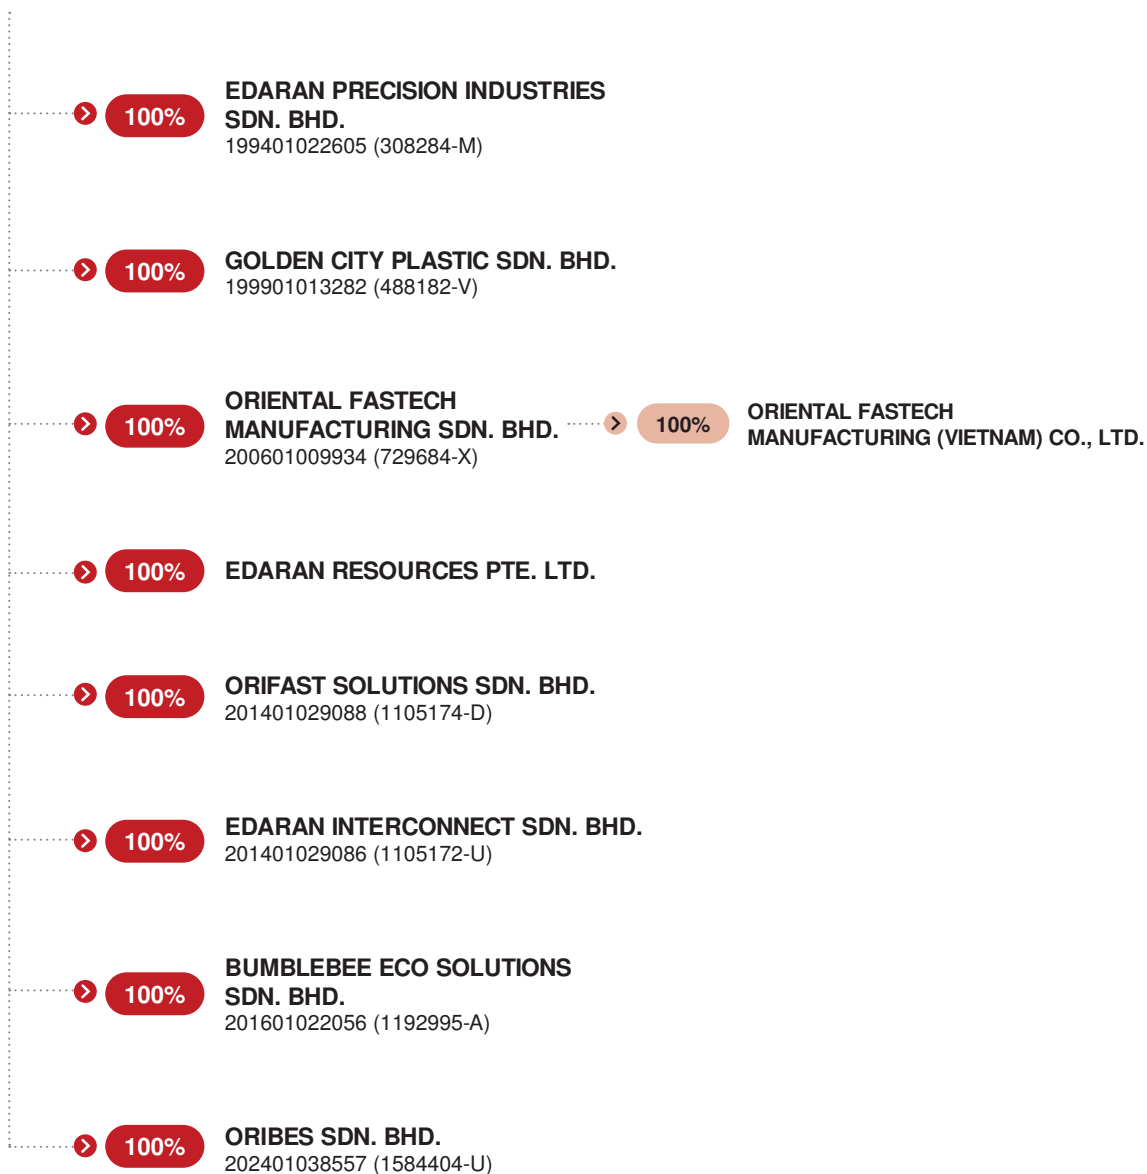 100%
EDARAN PRECISION INDUSTRIES
SDN. BHD.
199401022605 (308284-M)
100%
GOLDEN CITY PLASTIC SDN. BHD.
199901013282 (488182-V)
100%
ORIENTAL FASTECH
MANUFACTURING SDN. BHD.
200601009934 (729684-X)
100%
ORIENTAL FASTECH
MANUFACTURING (VIETNAM) CO., LTD.
100%
EDARAN RESOURCES PTE. LTD.
100%
ORIFAST SOLUTIONS SDN. BHD.
201401029088 (1105174-D)
100%
EDARAN INTERCONNECT SDN. BHD.
201401029086 (1105172-U)
100%
BUMBLEBEE ECO SOLUTIONS
SDN. BHD.
201601022056 (1192995-A)
100%
ORIBES SDN. BHD.
202401038557 (1584404-U)